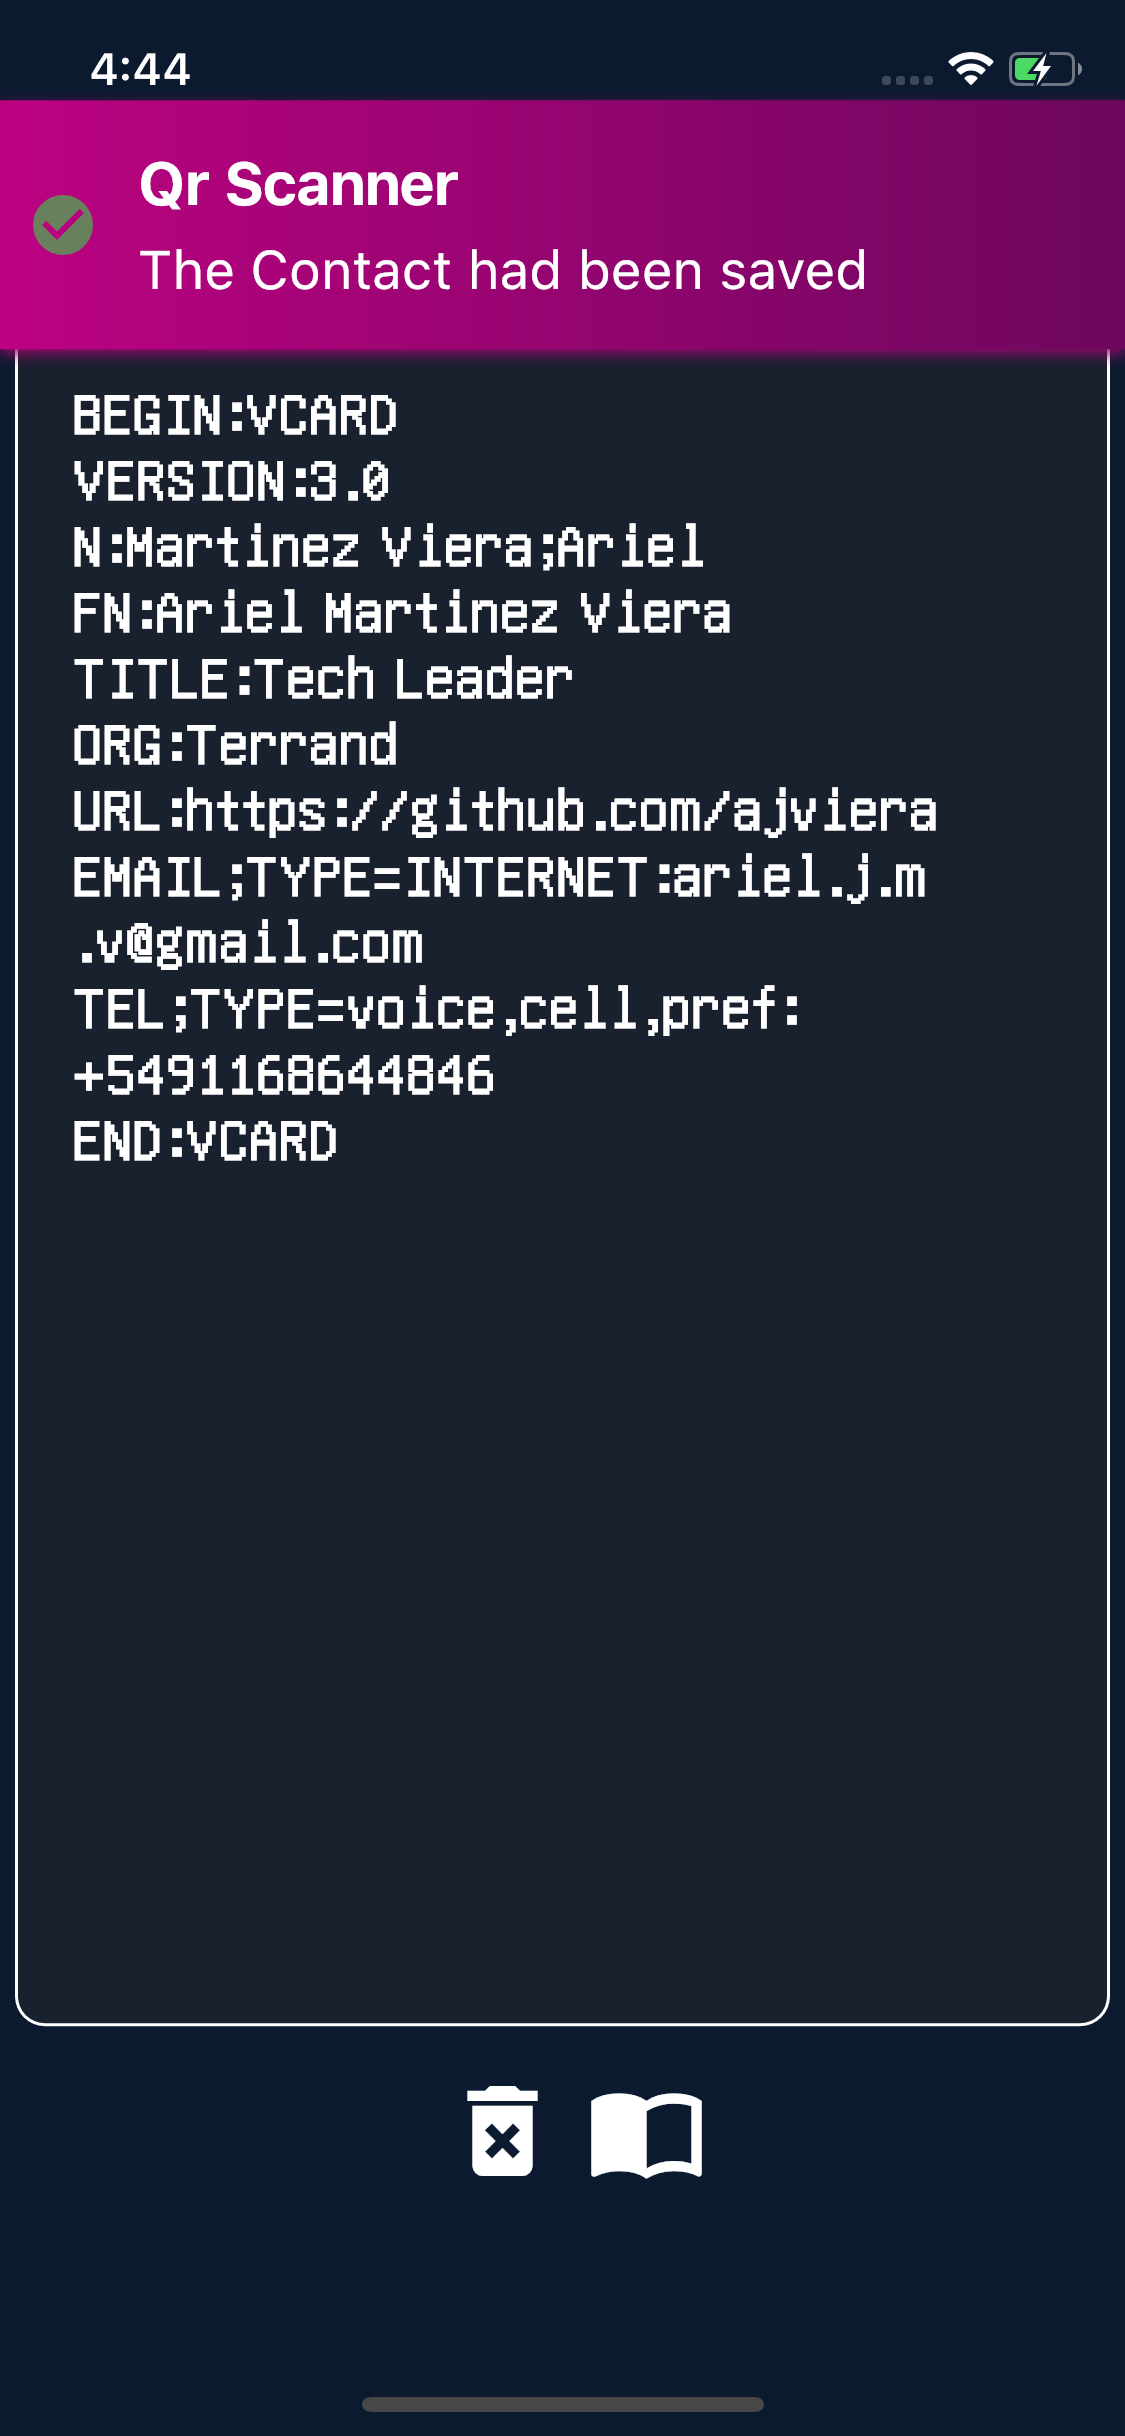 4:44
Qr Scanner
The Contact had been saved
BEGIN:VCARD
VERSION:3.0
N:Martinez Viera;Ariel
FN:Ariel Martinez Viera
TITLE:Tech Leader
ORG:Terrand
URL:https://github.com/ajviera
EMAIL;TYPE=INTERNET:ariel.j.m
.v@gmail.com
TEL;TYPE=voice,cell,pref:
+5491168644846
END:VCARD